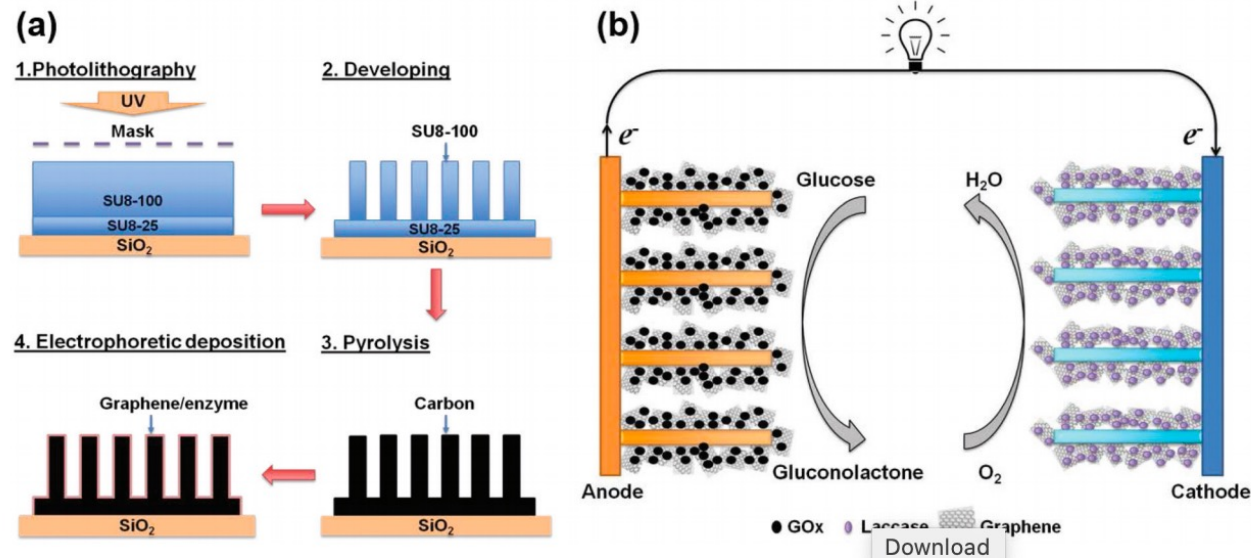 (a)
1.Photolithography
UV
Mask
SU8-100
SU8-25
SiO₂
2. Developing
SU8-100
SU8-25
SiO₂
4. Electrophoretic deposition
Graphene/enzyme
SiO₂
3. Pyrolysis
Carbon
SiO₂
(b)
e⁻
e⁻
Glucose
H₂O
Gluconolactone
O₂
Anode
Cathode
GOx
Laccase
Graphene
Download